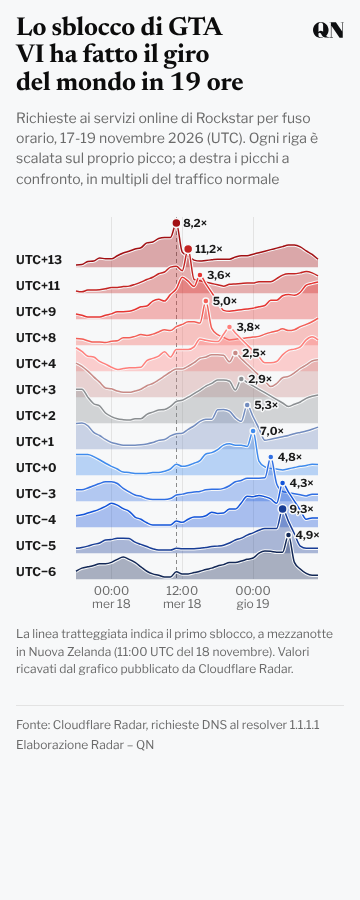 Lo sblocco di GTA
VI ha fatto il giro
del mondo in 19 ore
QN
Richieste ai servizi online di Rockstar per fuso
orario, 17-19 novembre 2026 (UTC). Ogni riga è
scalata sul proprio picco; a destra i picchi a
confronto, in multipli del traffico normale
8,2×
UTC+13
11,2×
UTC+11
3,6×
UTC+9
5,0×
UTC+8
3,8×
UTC+4
2,5×
UTC+3
2,9×
UTC+2
5,3×
UTC+1
7,0×
UTC+0
4,8×
UTC−3
4,3×
UTC−4
9,3×
UTC−5
4,9×
UTC−6
00:00 12:00 00:00
mer 18 mer 18 gio 19
La linea tratteggiata indica il primo sblocco, a mezzanotte
in Nuova Zelanda (11:00 UTC del 18 novembre). Valori
ricavati dal grafico pubblicato da Cloudflare Radar.
Fonte: Cloudflare Radar, richieste DNS al resolver 1.1.1.1
Elaborazione Radar – QN